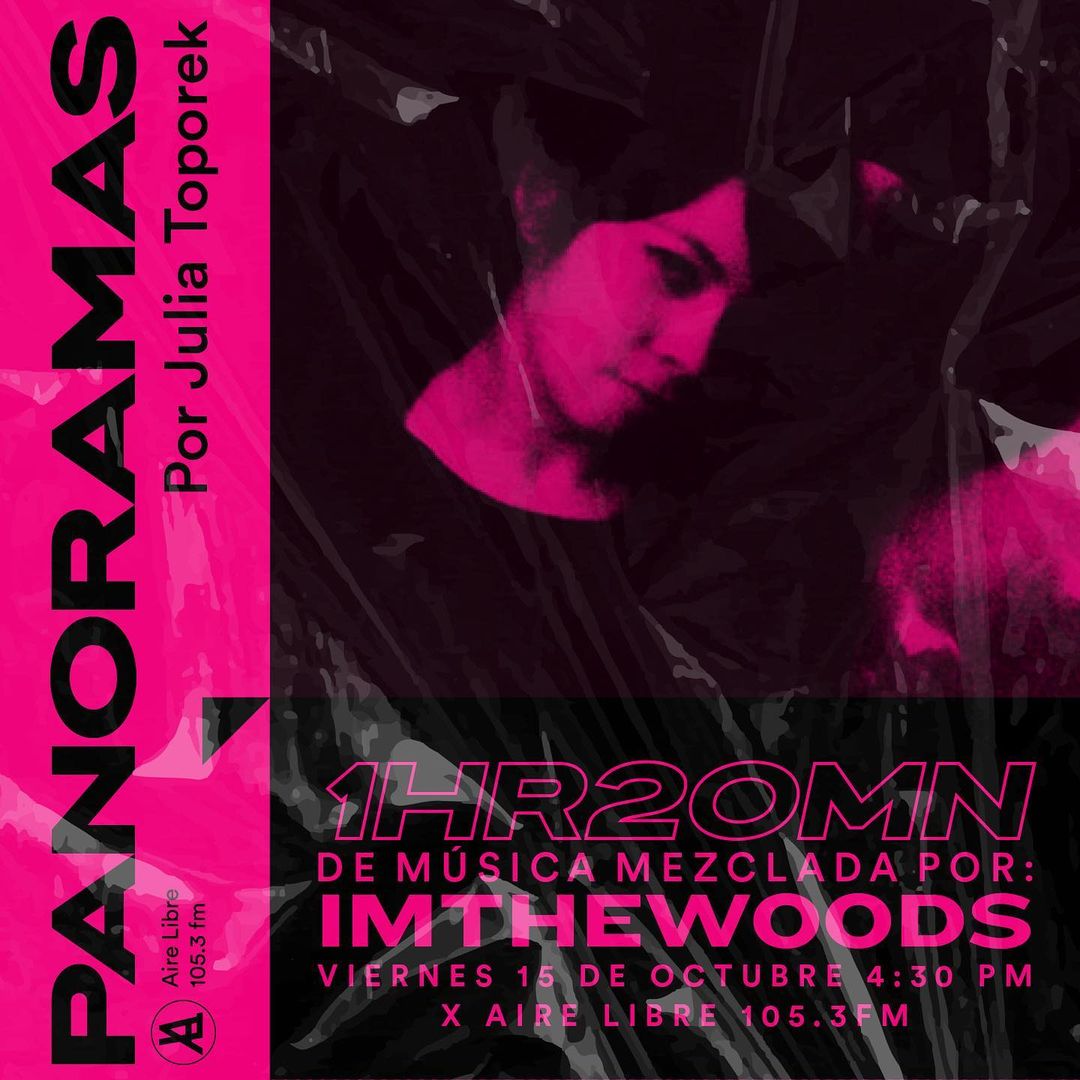 PANORAMAS
Por Julia Toporek
Aire Libre
105.3 fm
1HR20MN
DE MÚSICA MEZCLADA POR:
IMTHEWOODS
VIERNES 15 DE OCTUBRE 4:30 PM
X AIRE LIBRE 105.3FM